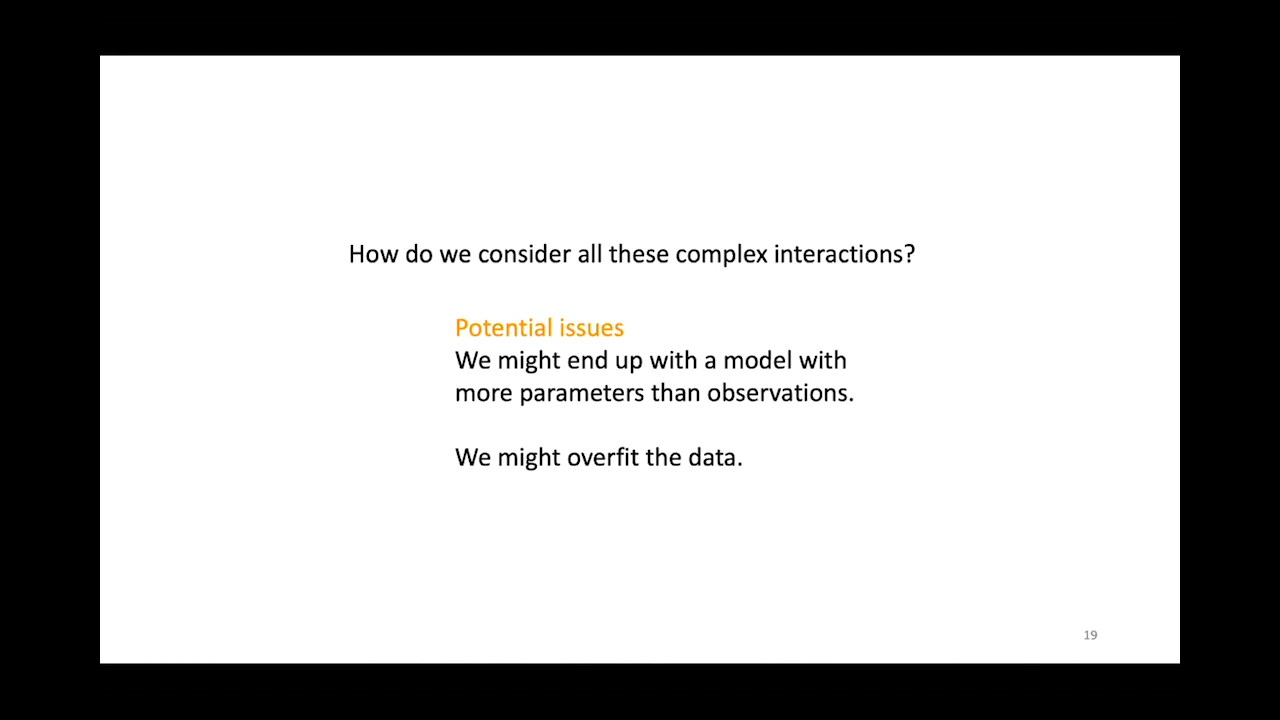 How do we consider all these complex interactions?
Potential issues
We might end up with a model with
more parameters than observations.
We might overfit the data.
19